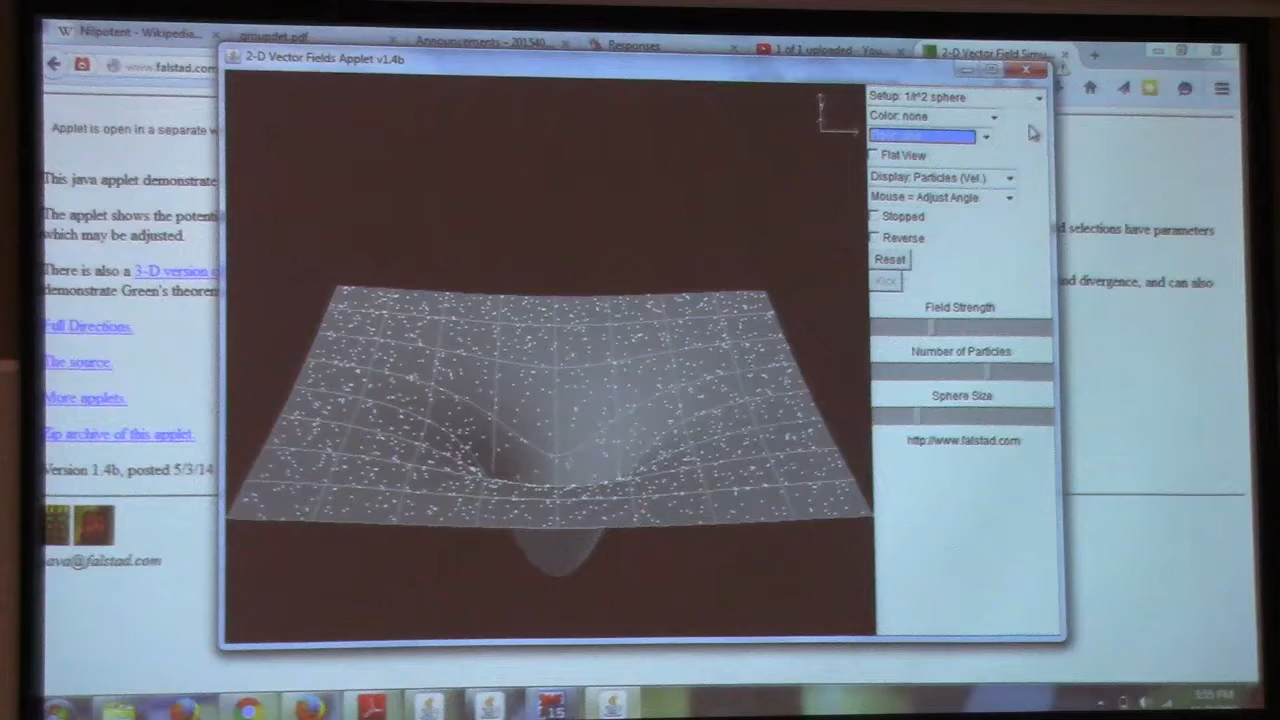 Nilpotent - Wikipedia...
groupdet.pdf
Announcements - 201540...
Responses
1 of 1 uploaded - You...
2-D Vector Field Simu...
www.falstad.com
2-D Vector Fields Applet v1.4b
Applet is open in a separate w
This java applet demonstrate
The applet shows the potenti
d selections have parameters
which may be adjusted.
There is also a 3-D version o
nd divergence, and can also
demonstrate Green's theorem
Full Directions.
The source.
More applets.
Zip archive of this applet.
Version 1.4b, posted 5/3/14
java@falstad.com
Setup: 1/r^2 sphere
Color: none
Flat View
Display: Particles (Vel.)
Mouse = Adjust Angle
Stopped
Reverse
Reset
Kick
Field Strength
Number of Particles
Sphere Size
http://www.falstad.com
15
3:55 PM